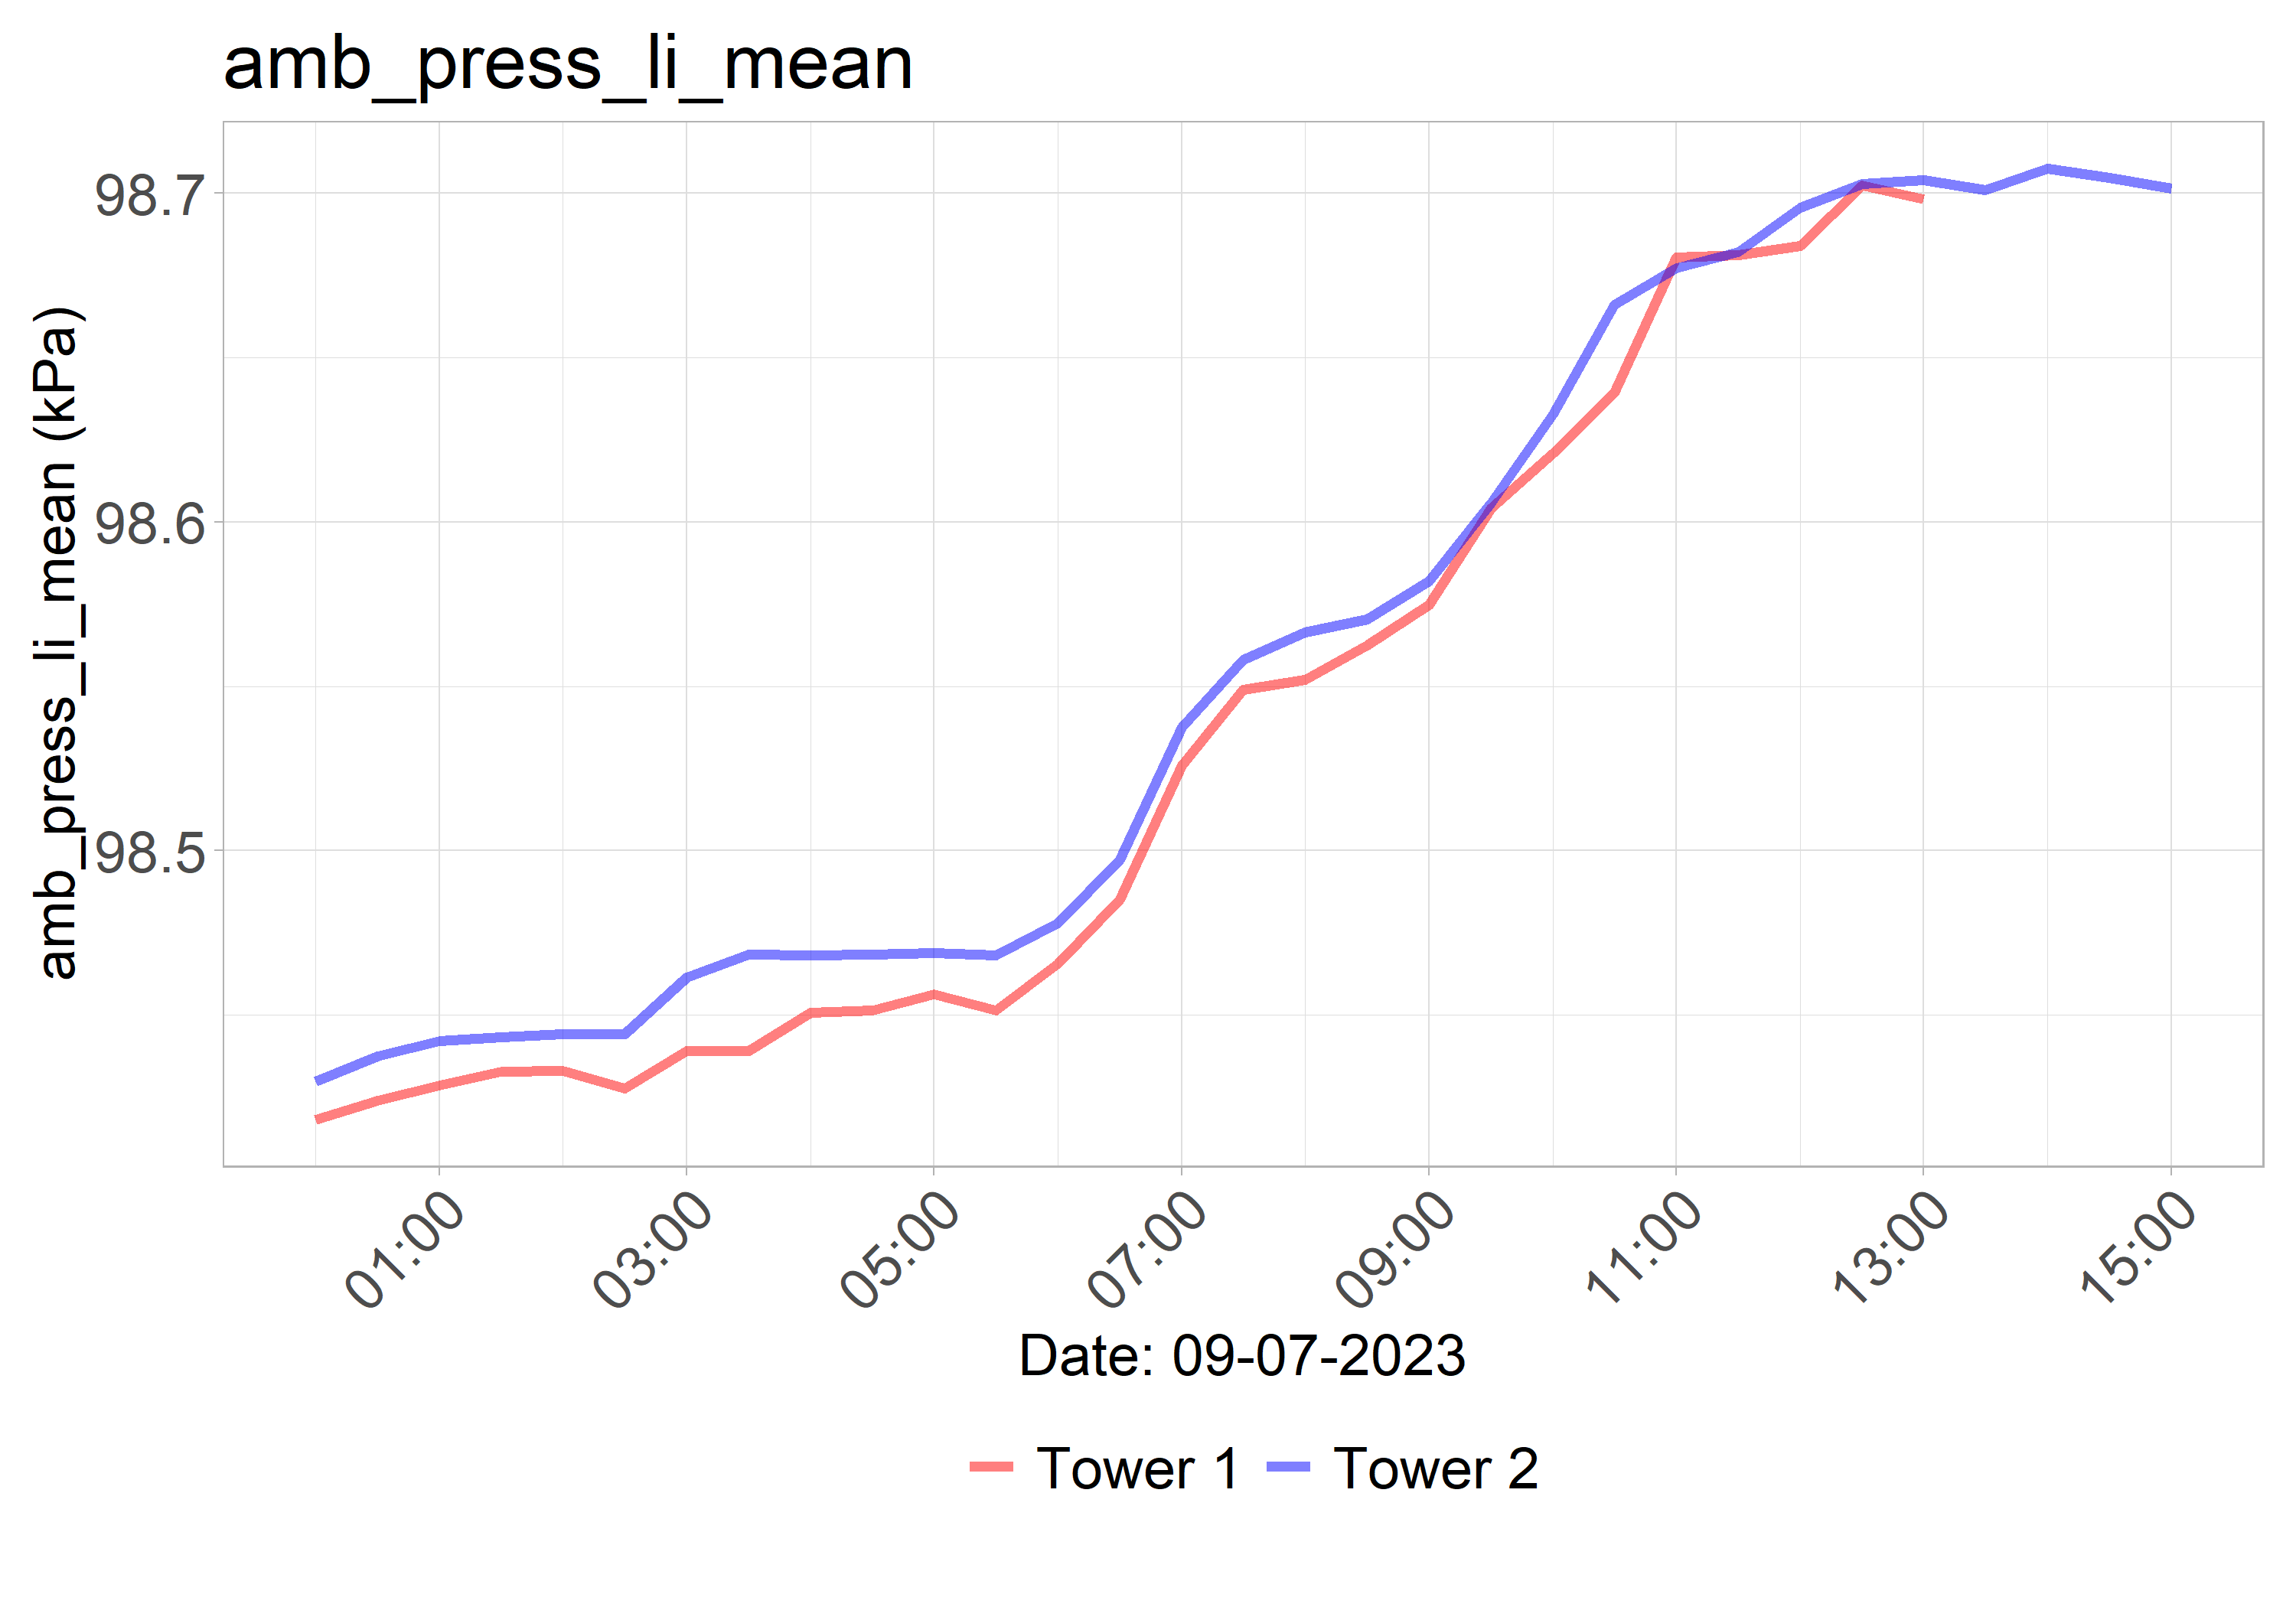 amb_press_li_mean
amb_press_li_mean (kPa)
98.7
98.6
98.5
01:00
03:00
05:00
07:00
09:00
11:00
13:00
15:00
Date: 09-07-2023
Tower 1
Tower 2